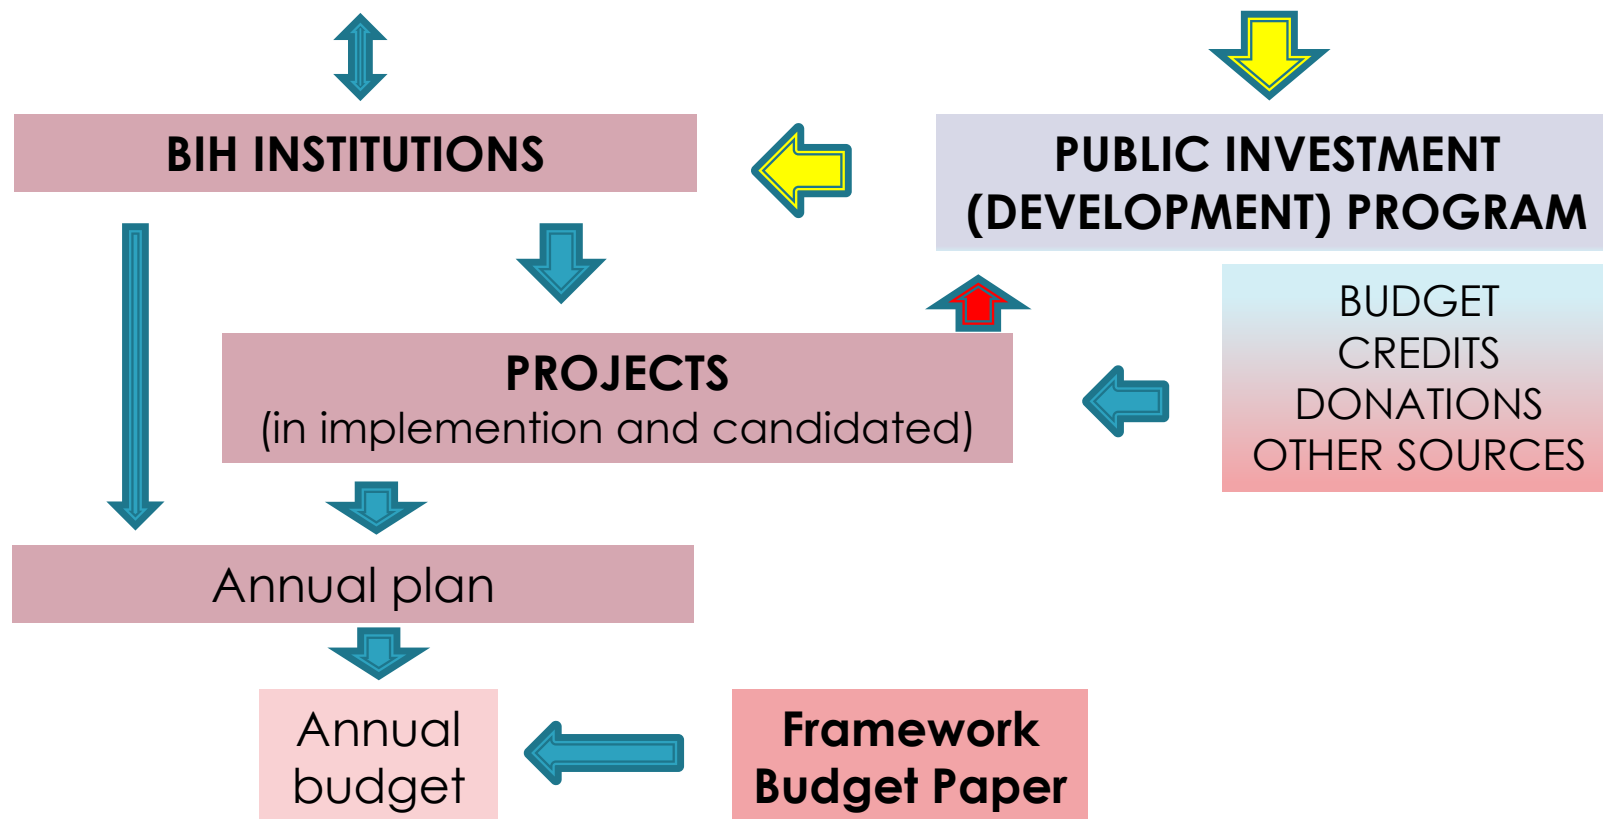 BIH INSTITUTIONS
PUBLIC INVESTMENT
(DEVELOPMENT) PROGRAM
BUDGET
CREDITS
DONATIONS
OTHER SOURCES
PROJECTS
(in implemention and candidated)
Annual plan
Annual
budget
Framework
Budget Paper